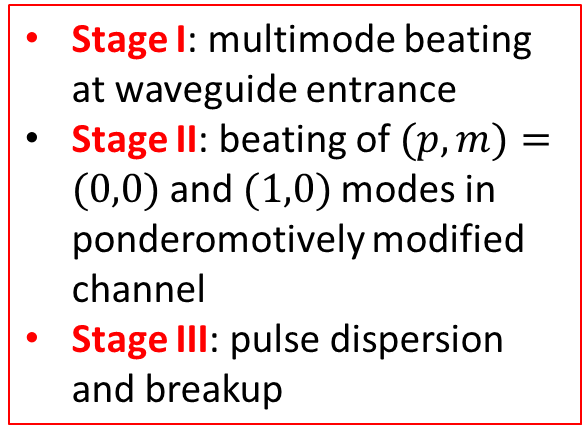 • Stage I: multimode beating
at waveguide entrance
• Stage II: beating of (p, m) =
(0,0) and (1,0) modes in
ponderomotively modified
channel
• Stage III: pulse dispersion
and breakup